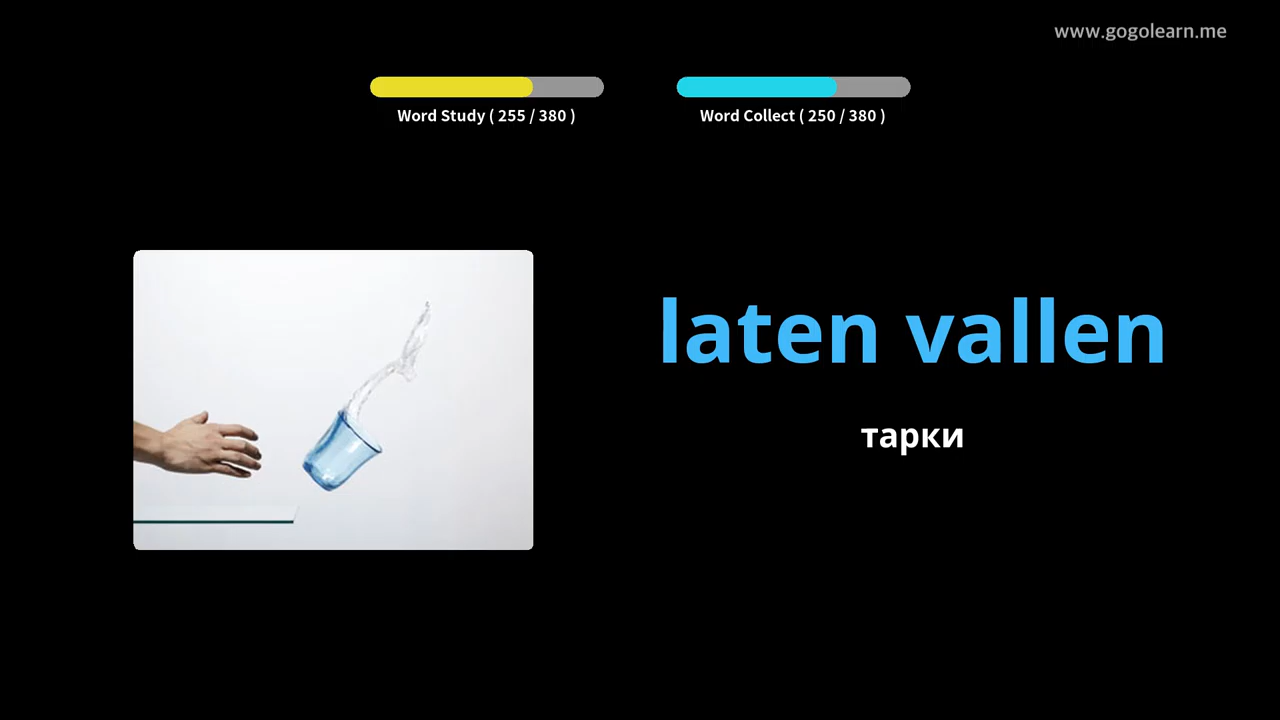 www.gogolearn.me
Word Study ( 255 / 380 )
Word Collect ( 250 / 380 )
laten vallen
тарки